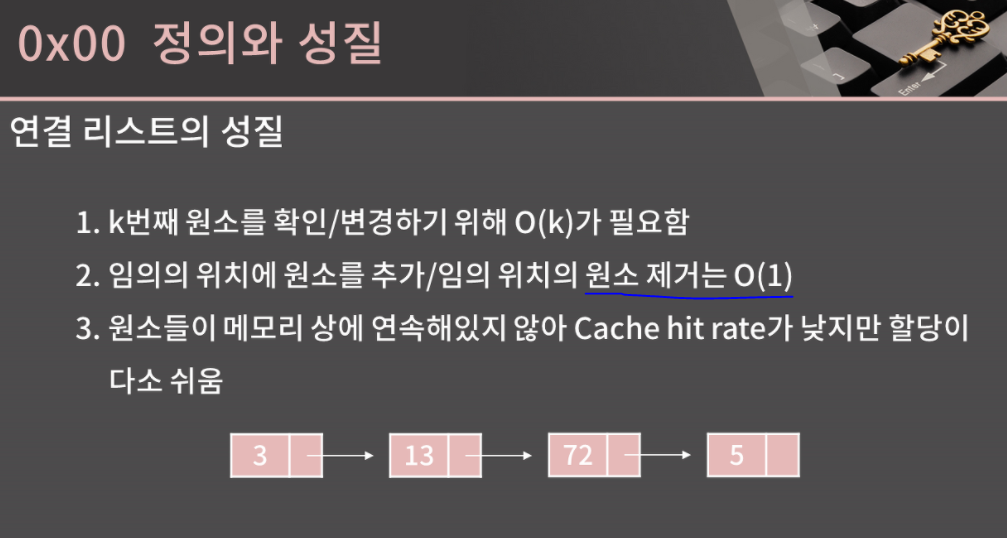 0x00 정의와 성질
Enter
연결 리스트의 성질
1. k번째 원소를 확인/변경하기 위해 O(k)가 필요함
2. 임의의 위치에 원소를 추가/임의 위치의 원소 제거는 O(1)
3. 원소들이 메모리 상에 연속해있지 않아 Cache hit rate가 낮지만 할당이
다소 쉬움
3 13 72 5